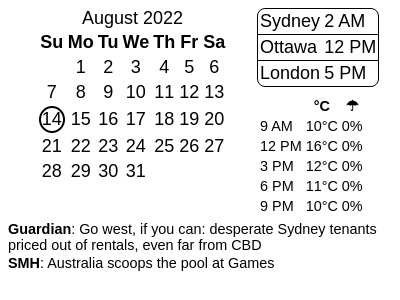 August 2022
Su Mo Tu We Th Fr Sa
1 2 3 4 5 6
7 8 9 10 11 12 13
14 15 16 17 18 19 20
21 22 23 24 25 26 27
28 29 30 31
Sydney 2 AM
Ottawa 12 PM
London 5 PM
°C ☂
9 AM 10°C 0%
12 PM 16°C 0%
3 PM 12°C 0%
6 PM 11°C 0%
9 PM 10°C 0%
Guardian: Go west, if you can: desperate Sydney tenants
priced out of rentals, even far from CBD
SMH: Australia scoops the pool at Games